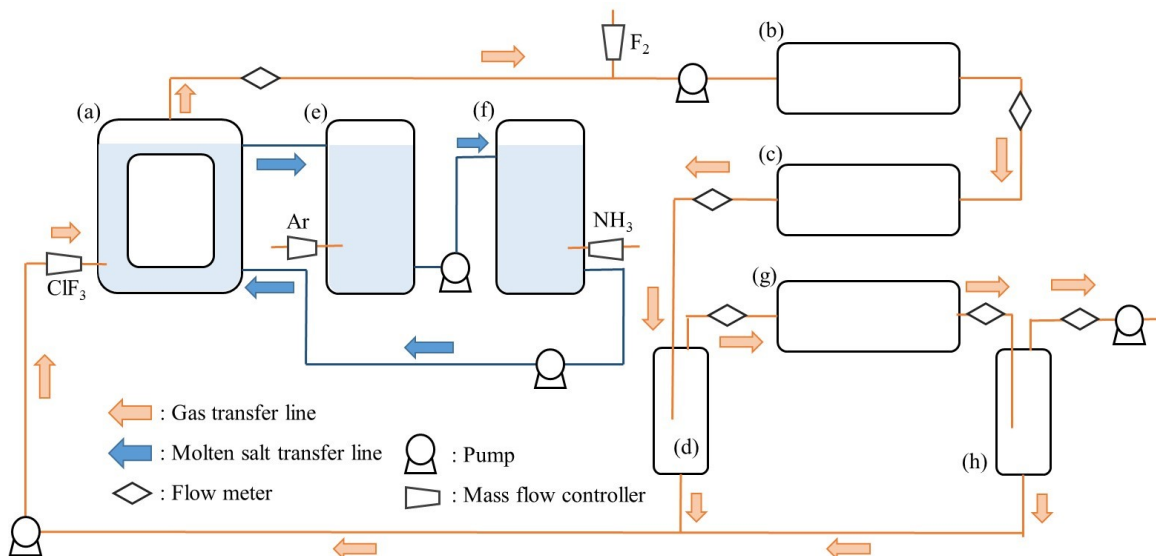 (b)
F₂
(a)
(e)
(f)
(c)
Ar
NH₃
ClF₃
(g)
: Gas transfer line
: Molten salt transfer line
: Pump
(d)
(h)
: Flow meter
: Mass flow controller